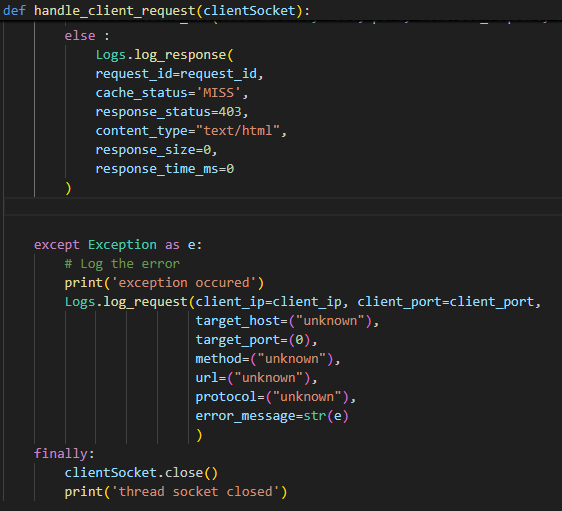 def handle_client_request(clientSocket):
else :
Logs.log_response(
request_id=request_id,
cache_status='MISS',
response_status=403,
content_type="text/html",
response_size=0,
response_time_ms=0
)
except Exception as e:
# Log the error
print('exception occured')
Logs.log_request(client_ip=client_ip, client_port=client_port,
target_host=("unknown"),
target_port=(0),
method=("unknown"),
url=("unknown"),
protocol=("unknown"),
error_message=str(e)
)
finally:
clientSocket.close()
print('thread socket closed')